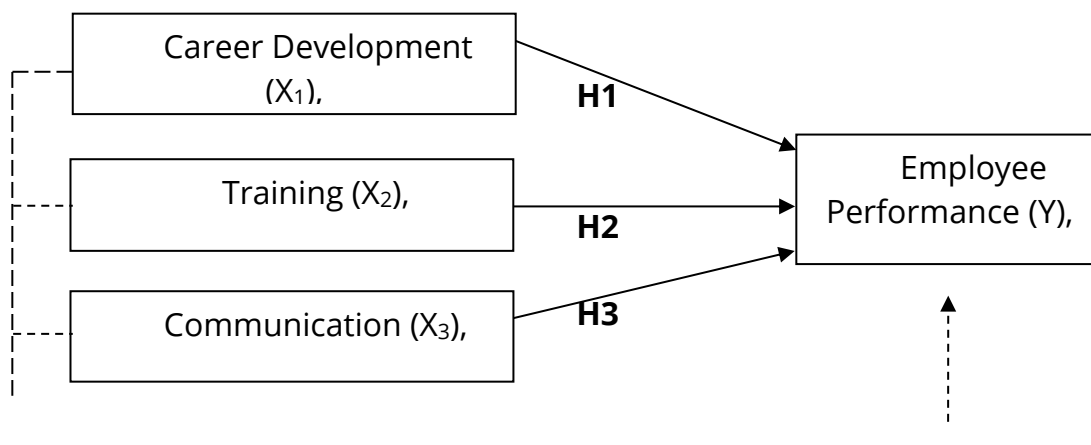 Career Development
(X₁),
H1
Training (X₂),
H2
Communication (X₃),
H3
Employee
Performance (Y),